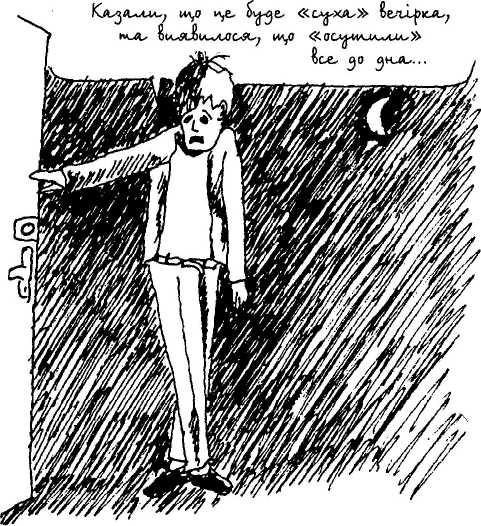 Казали, що це буде «суха» вечірка,
та виявилося, що «осушили»
все до дна...